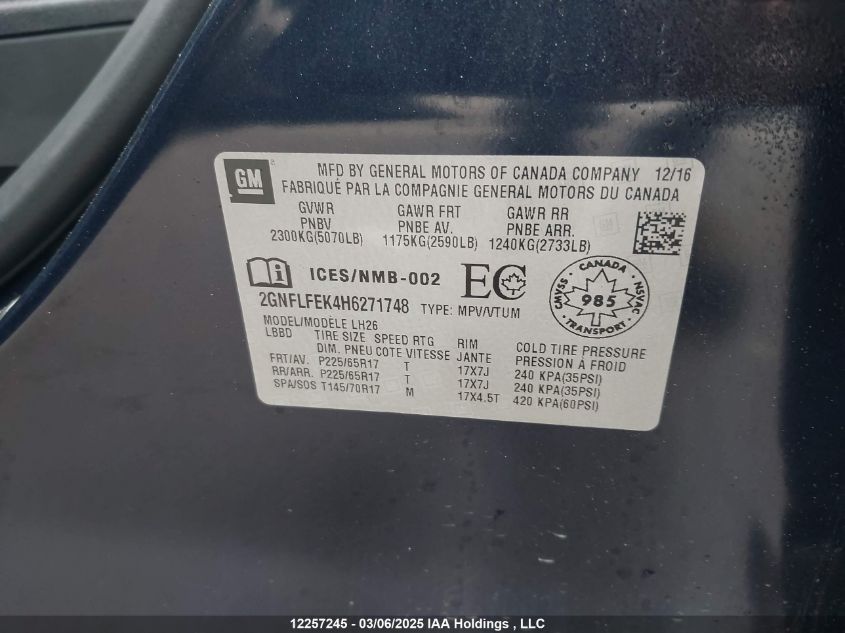 GM
MFD BY GENERAL MOTORS OF CANADA COMPANY 12/16
FABRIQUÉ PAR LA COMPAGNIE GENERAL MOTORS DU CANADA
GVWR GAWR FRT GAWR RR
PNBV PNBE AV. PNBE ARR.
2300KG(5070LB) 1175KG(2590LB) 1240KG(2733LB)
ICES/NMB-002 EC
CANADA
CMVSS 985 NSVAC
TRANSPORT
2GNFLFEK4H6271748 TYPE: MPV/VTUM
MODEL/MODÈLE LH26
LBBD TIRE SIZE SPEED RTG RIM COLD TIRE PRESSURE
DIM. PNEU COTE VITESSE JANTE PRESSION À FROID
FRT/AV. P225/65R17 T 17X7J 240 KPA(35PSI)
RR/ARR. P225/65R17 T 17X7J 240 KPA(35PSI)
SPA/SOS T145/70R17 M 17X4.5T 420 KPA(60PSI)
12257245 - 03/06/2025 IAA Holdings , LLC